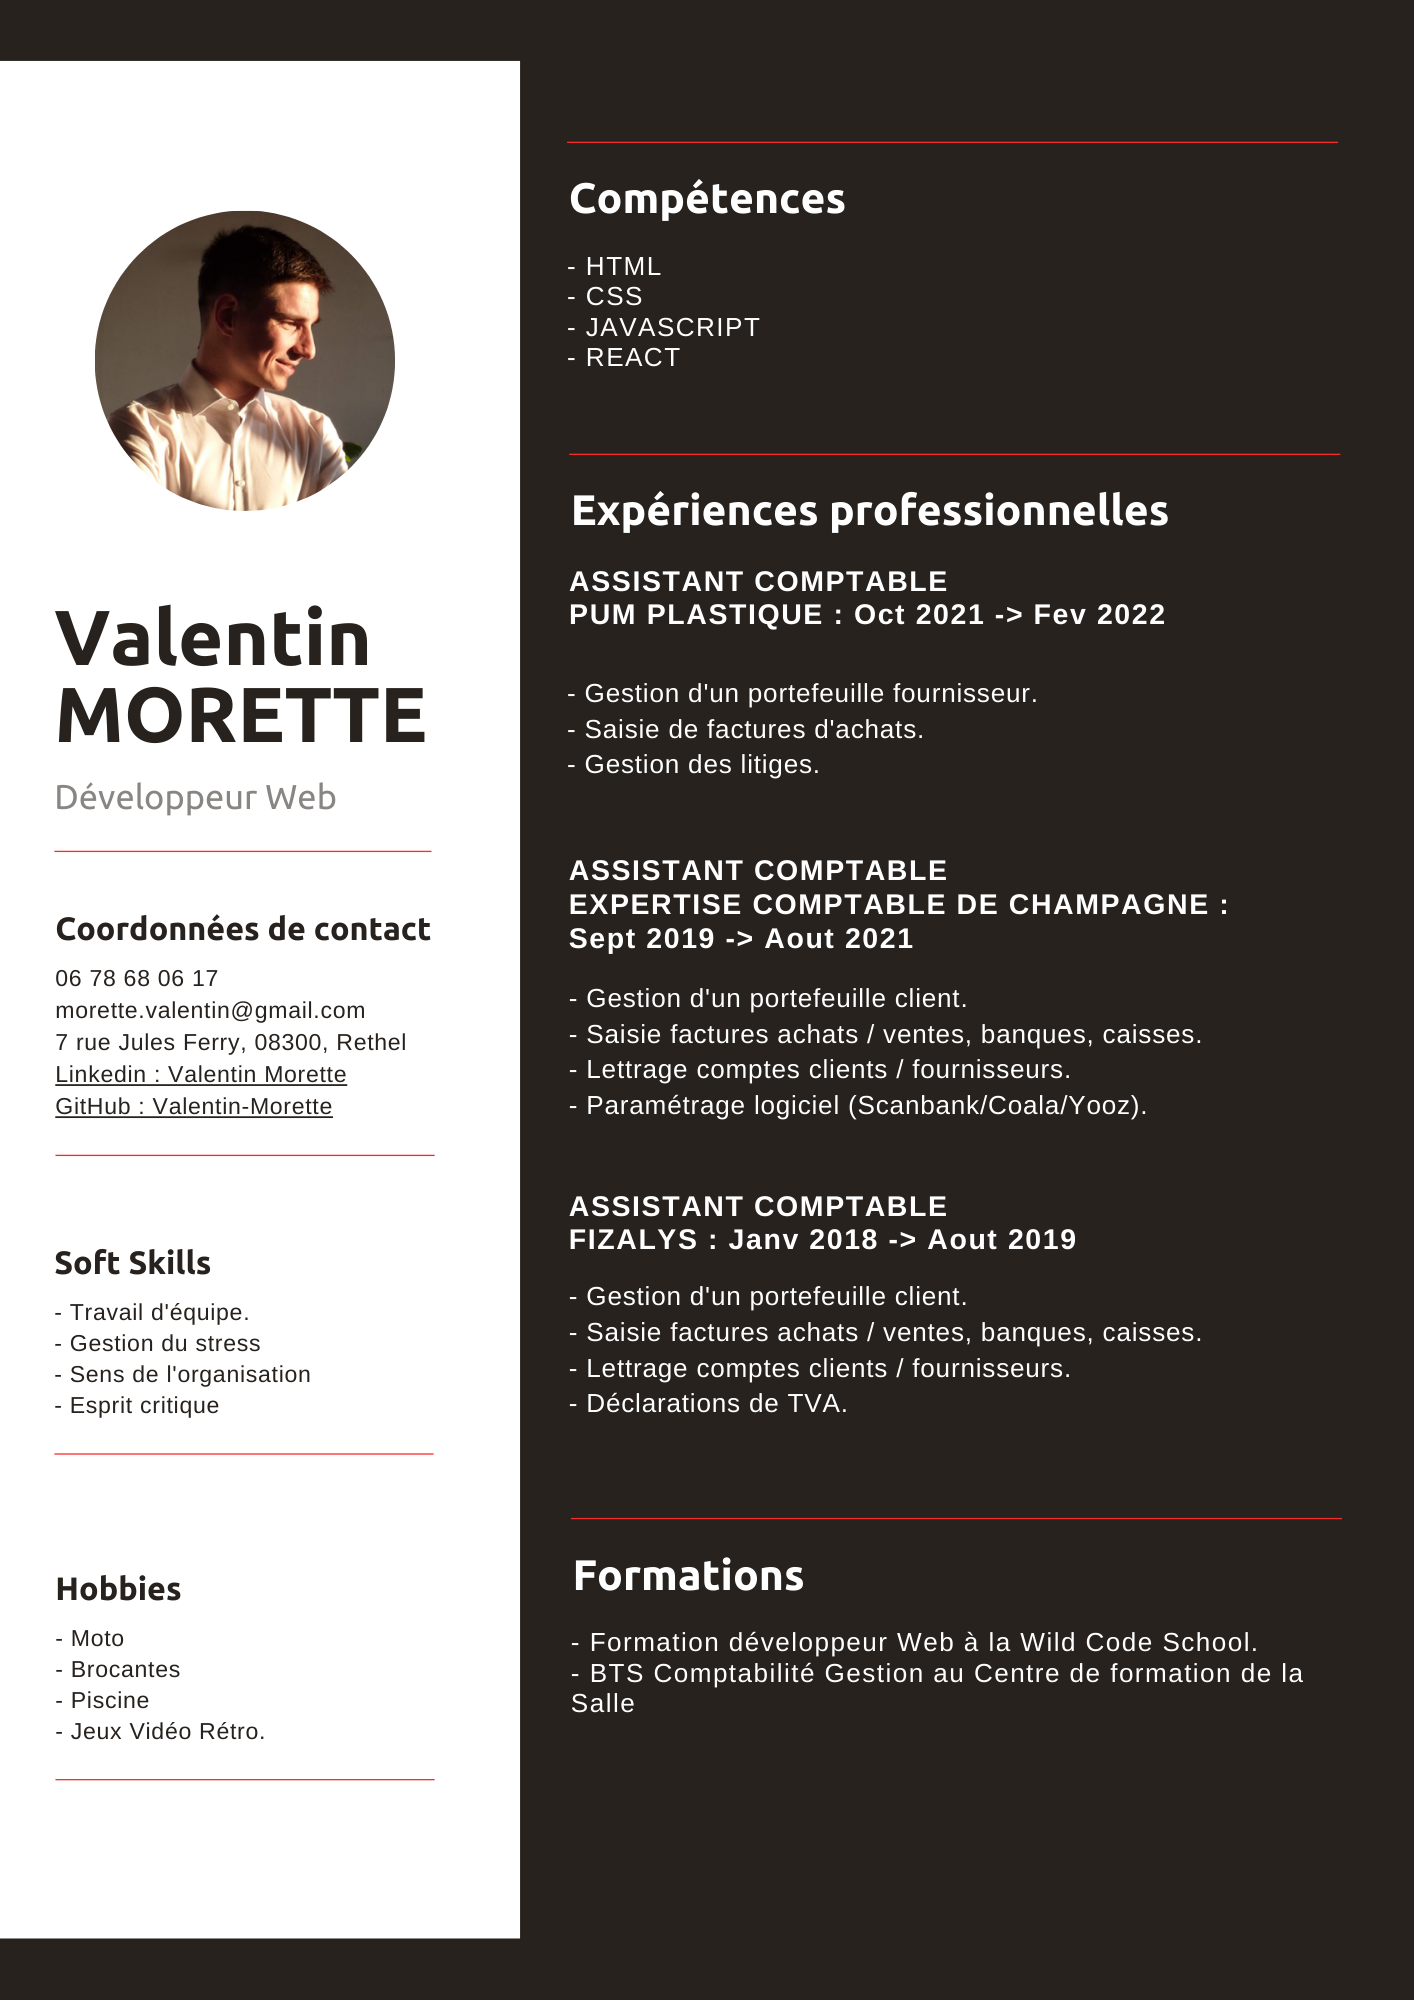 Valentin
MORETTE
Développeur Web
Coordonnées de contact
06 78 68 06 17
morette.valentin@gmail.com
7 rue Jules Ferry, 08300, Rethel
Linkedin : Valentin Morette
GitHub : Valentin-Morette
Soft Skills
- Travail d'équipe.
- Gestion du stress
- Sens de l'organisation
- Esprit critique
Hobbies
- Moto
- Brocantes
- Piscine
- Jeux Vidéo Rétro.
Compétences
- HTML
- CSS
- JAVASCRIPT
- REACT
Expériences professionnelles
ASSISTANT COMPTABLE
PUM PLASTIQUE : Oct 2021 -> Fev 2022
- Gestion d'un portefeuille fournisseur.
- Saisie de factures d'achats.
- Gestion des litiges.
ASSISTANT COMPTABLE
EXPERTISE COMPTABLE DE CHAMPAGNE :
Sept 2019 -> Aout 2021
- Gestion d'un portefeuille client.
- Saisie factures achats / ventes, banques, caisses.
- Lettrage comptes clients / fournisseurs.
- Paramétrage logiciel (Scanbank/Coala/Yooz).
ASSISTANT COMPTABLE
FIZALYS : Janv 2018 -> Aout 2019
- Gestion d'un portefeuille client.
- Saisie factures achats / ventes, banques, caisses.
- Lettrage comptes clients / fournisseurs.
- Déclarations de TVA.
Formations
- Formation développeur Web à la Wild Code School.
- BTS Comptabilité Gestion au Centre de formation de la
Salle